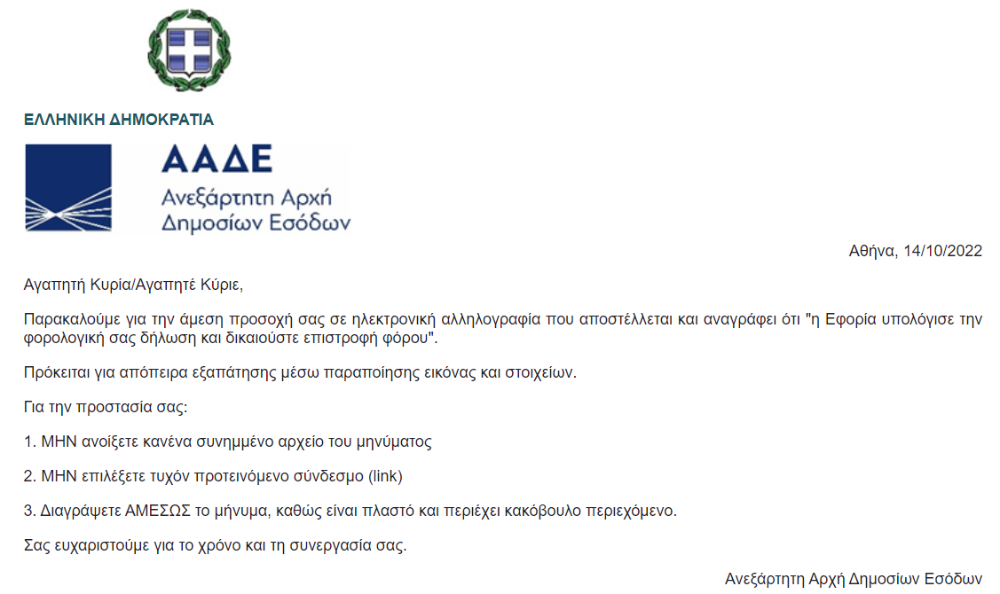 ΕΛΛΗΝΙΚΗ ΔΗΜΟΚΡΑΤΙΑ
ΑΑΔΕ
Ανεξάρτητη Αρχή
Δημοσίων Εσόδων
Αθήνα, 14/10/2022
Αγαπητή Κυρία/Αγαπητέ Κύριε,
Παρακαλούμε για την άμεση προσοχή σας σε ηλεκτρονική αλληλογραφία που αποστέλλεται και αναγράφει ότι "η Εφορία υπολόγισε την
φορολογική σας δήλωση και δικαιούστε επιστροφή φόρου".
Πρόκειται για απόπειρα εξαπάτησης μέσω παραποίησης εικόνας και στοιχείων.
Για την προστασία σας:
1. ΜΗΝ ανοίξετε κανένα συνημμένο αρχείο του μηνύματος
2. ΜΗΝ επιλέξετε τυχόν προτεινόμενο σύνδεσμο (link)
3. Διαγράψετε ΑΜΕΣΩΣ το μήνυμα, καθώς είναι πλαστό και περιέχει κακόβουλο περιεχόμενο.
Σας ευχαριστούμε για το χρόνο και τη συνεργασία σας.
Ανεξάρτητη Αρχή Δημοσίων Εσόδων